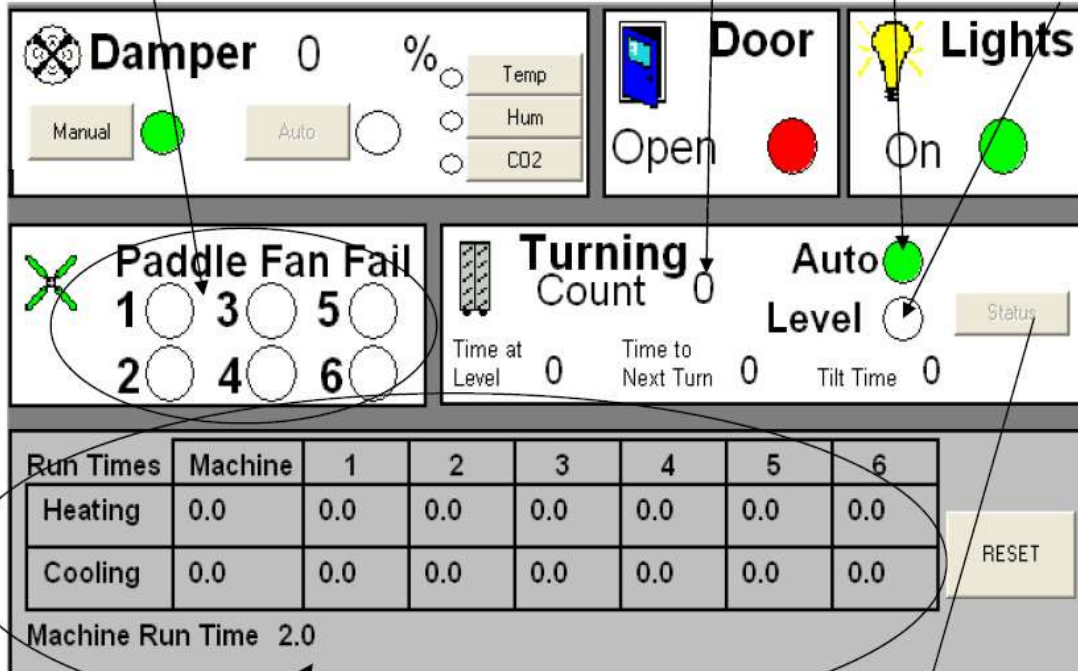 Damper 0 %
Temp
Hum
CO2
Manual
Auto
Door
Open
Lights
On
Paddle Fan Fail
1 3 5
2 4 6
Turning
Count 0
Auto
Level
Status
Time at
Level 0
Time to
Next Turn 0
Tilt Time 0
Run Times Machine 1 2 3 4 5 6
Heating 0.0 0.0 0.0 0.0 0.0 0.0 0.0
Cooling 0.0 0.0 0.0 0.0 0.0 0.0 0.0
RESET
Machine Run Time 2.0